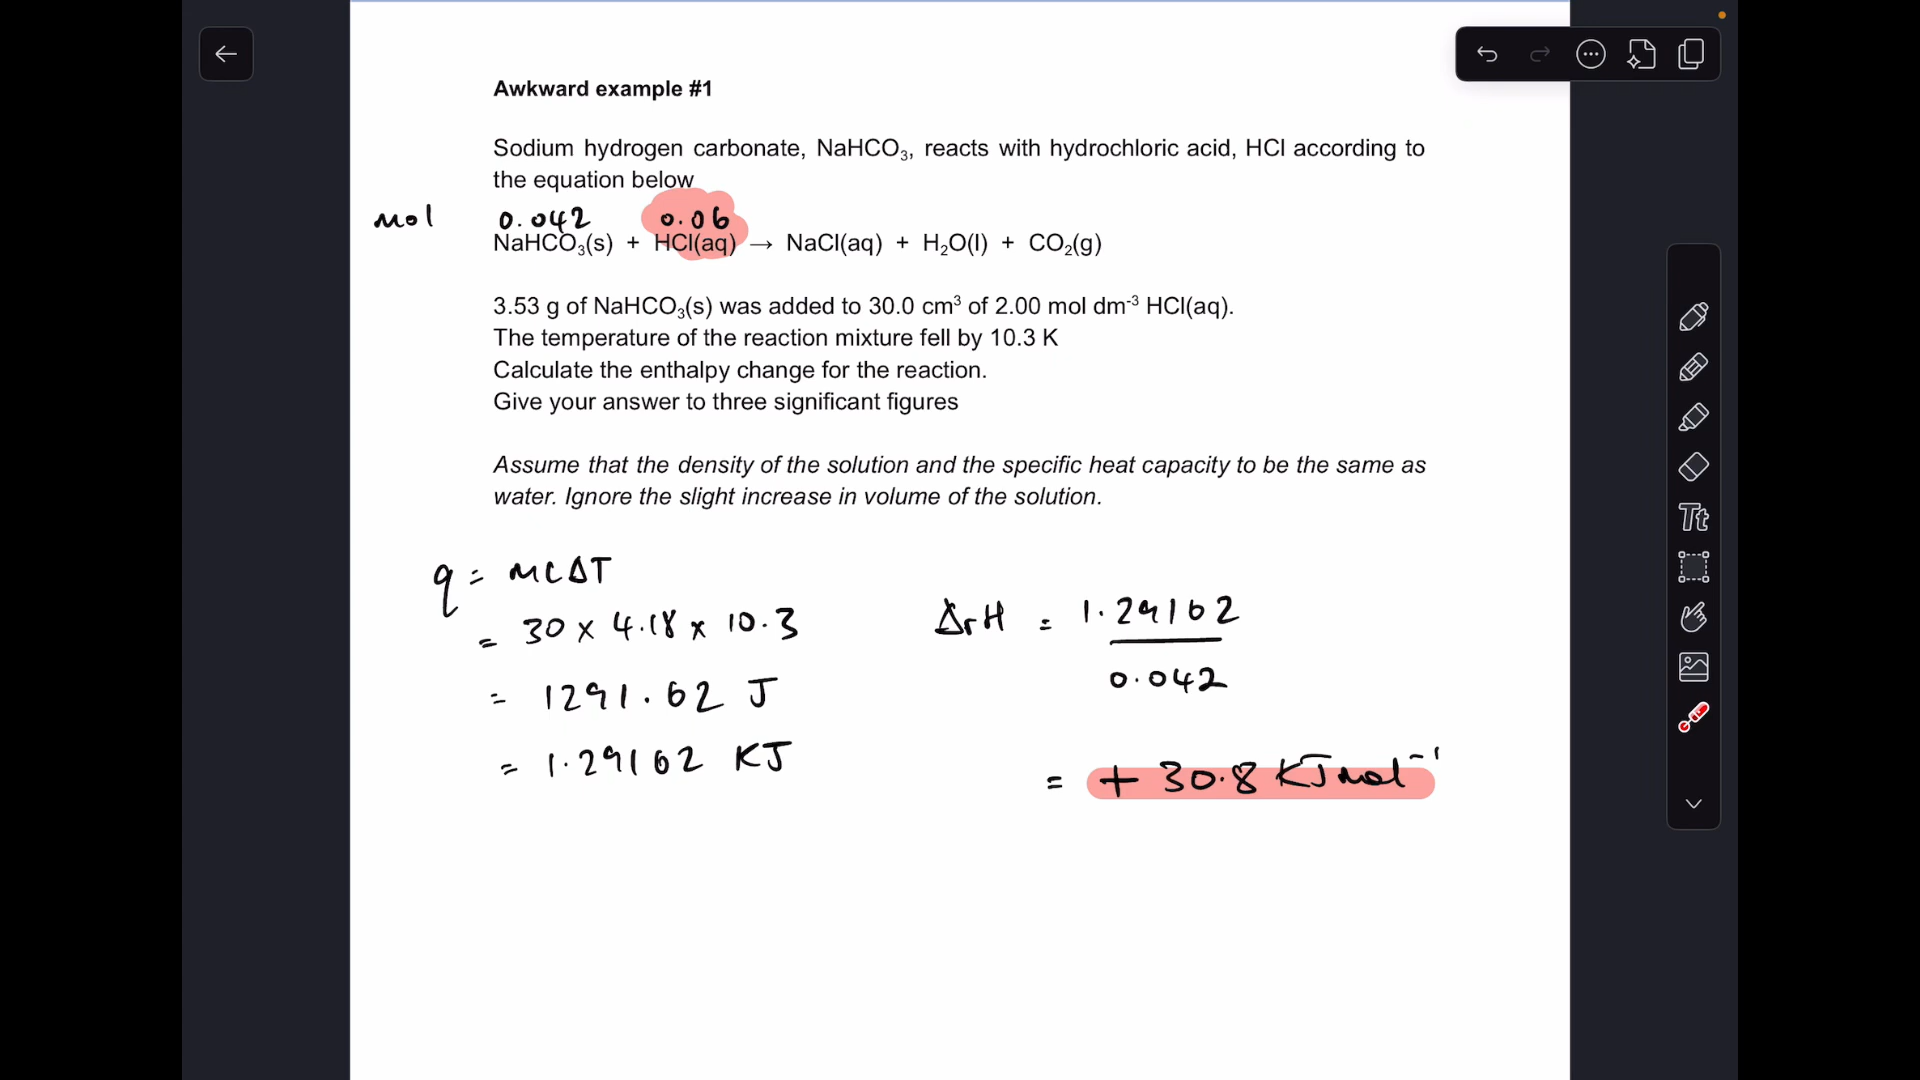 Awkward example #1
Sodium hydrogen carbonate, NaHCO₃, reacts with hydrochloric acid, HCl according to
the equation below
mol 0.042 0.06
NaHCO₃(s) + HCl(aq) → NaCl(aq) + H₂O(l) + CO₂(g)
3.53 g of NaHCO₃(s) was added to 30.0 cm³ of 2.00 mol dm⁻³ HCl(aq).
The temperature of the reaction mixture fell by 10.3 K
Calculate the enthalpy change for the reaction.
Give your answer to three significant figures
Assume that the density of the solution and the specific heat capacity to be the same as
water. Ignore the slight increase in volume of the solution.
q = mcΔT
= 30 × 4.18 × 10.3
= 1291.62 J
= 1.29162 KJ
ΔrH = 1.29162
0.042
= + 30.8 KJ mol⁻¹
Tt